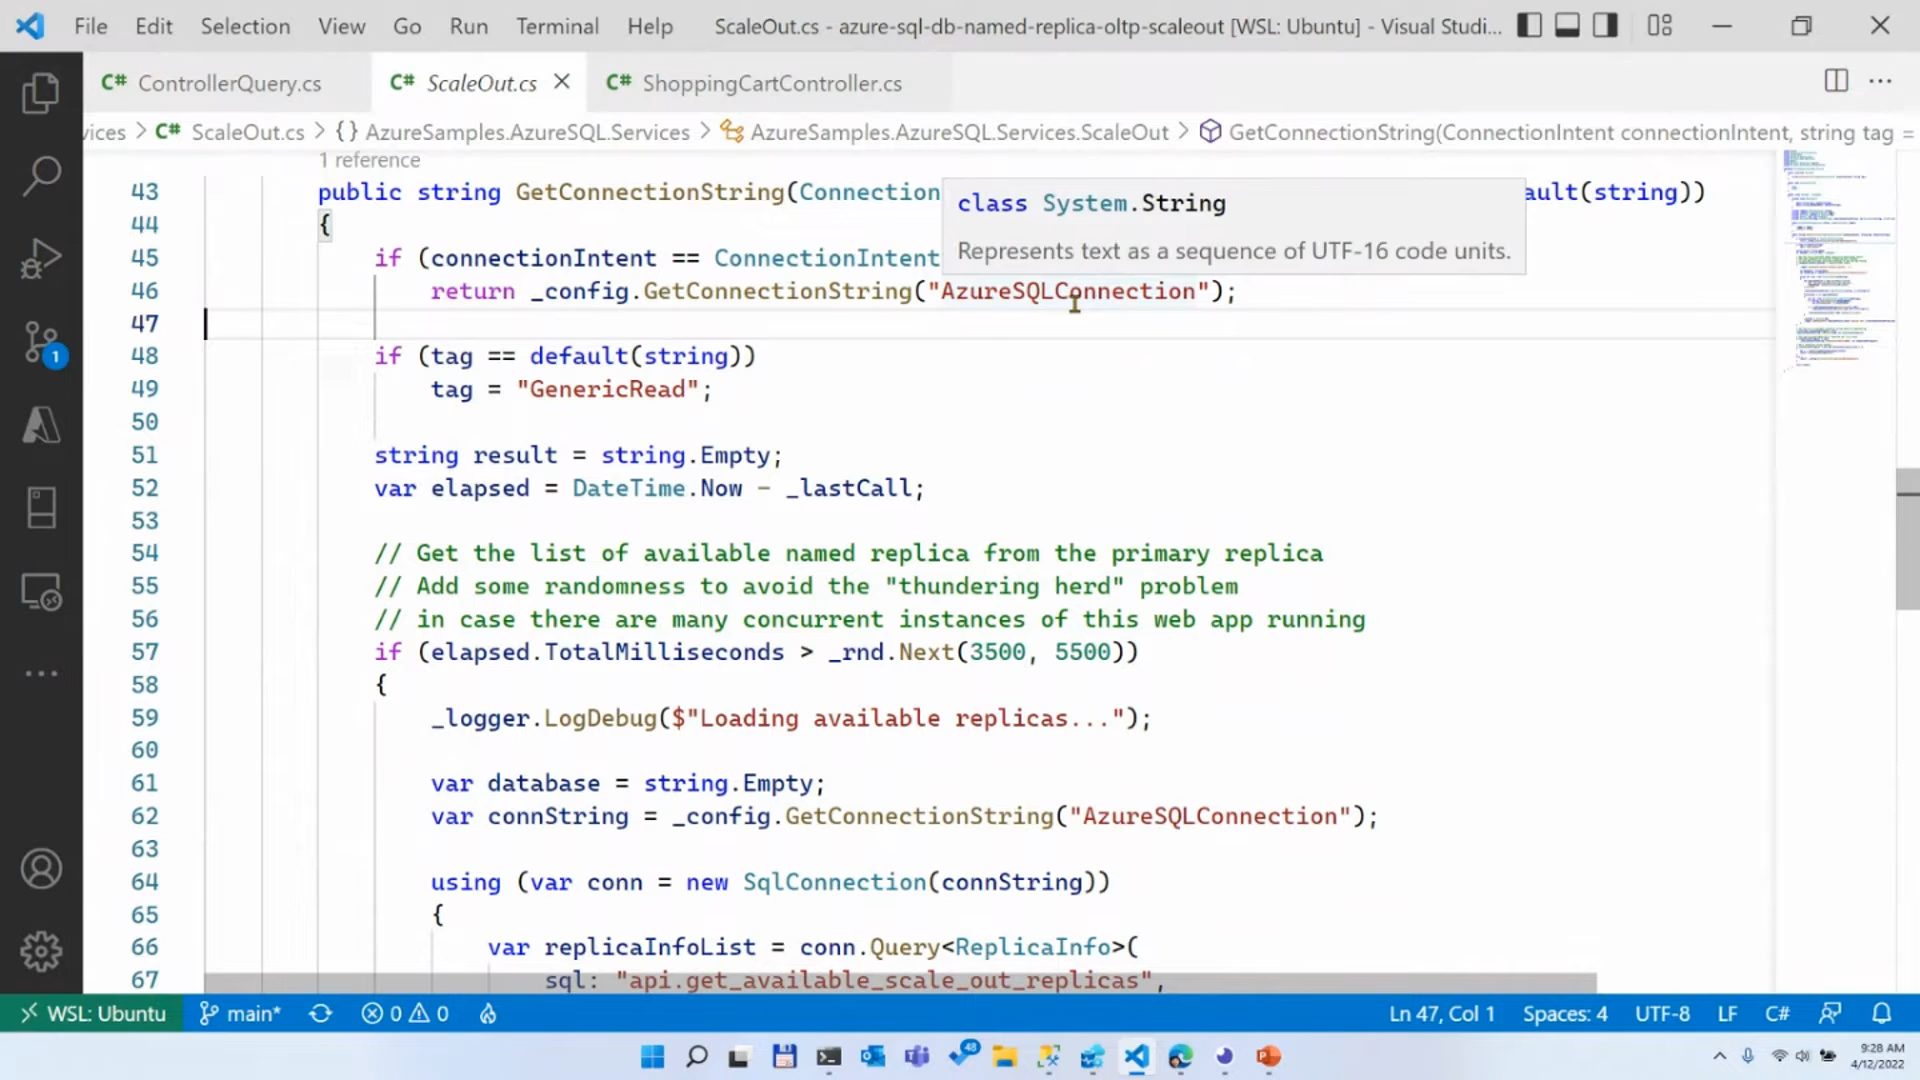 File Edit Selection View Go Run Terminal Help ScaleOut.cs - azure-sql-db-named-replica-oltp-scaleout [WSL: Ubuntu] - Visual Studi...
C# ControllerQuery.cs C# ScaleOut.cs C# ShoppingCartController.cs
vices > C# ScaleOut.cs > {} AzureSamples.AzureSQL.Services > AzureSamples.AzureSQL.Services.ScaleOut > GetConnectionString(ConnectionIntent connectionIntent, string tag =
1 reference
43 public string GetConnectionString(Connection ault(string))
class System.String
Represents text as a sequence of UTF-16 code units.
44 {
45 if (connectionIntent == ConnectionIntent
46 return _config.GetConnectionString("AzureSQLConnection");
47
48 if (tag == default(string))
49 tag = "GenericRead";
50
51 string result = string.Empty;
52 var elapsed = DateTime.Now - _lastCall;
53
54 // Get the list of available named replica from the primary replica
55 // Add some randomness to avoid the "thundering herd" problem
56 // in case there are many concurrent instances of this web app running
57 if (elapsed.TotalMilliseconds > _rnd.Next(3500, 5500))
58 {
59 _logger.LogDebug($"Loading available replicas...");
60
61 var database = string.Empty;
62 var connString = _config.GetConnectionString("AzureSQLConnection");
63
64 using (var conn = new SqlConnection(connString))
65 {
66 var replicaInfoList = conn.Query<ReplicaInfo>(
67 sql: "api.get_available_scale_out_replicas",
1
WSL: Ubuntu main* 0 0 Ln 47, Col 1 Spaces: 4 UTF-8 LF C#
48
9:28 AM
4/12/2022